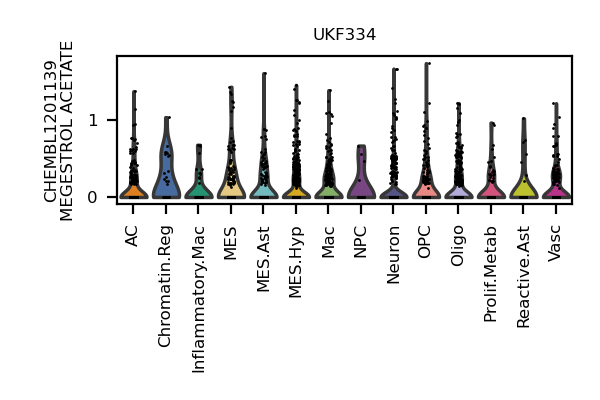 UKF334
CHEMBL1201139
MEGESTROL ACETATE
1
0
AC
Chromatin.Reg
Inflammatory.Mac
MES
MES.Ast
MES.Hyp
Mac
NPC
Neuron
OPC
Oligo
Prolif.Metab
Reactive.Ast
Vasc